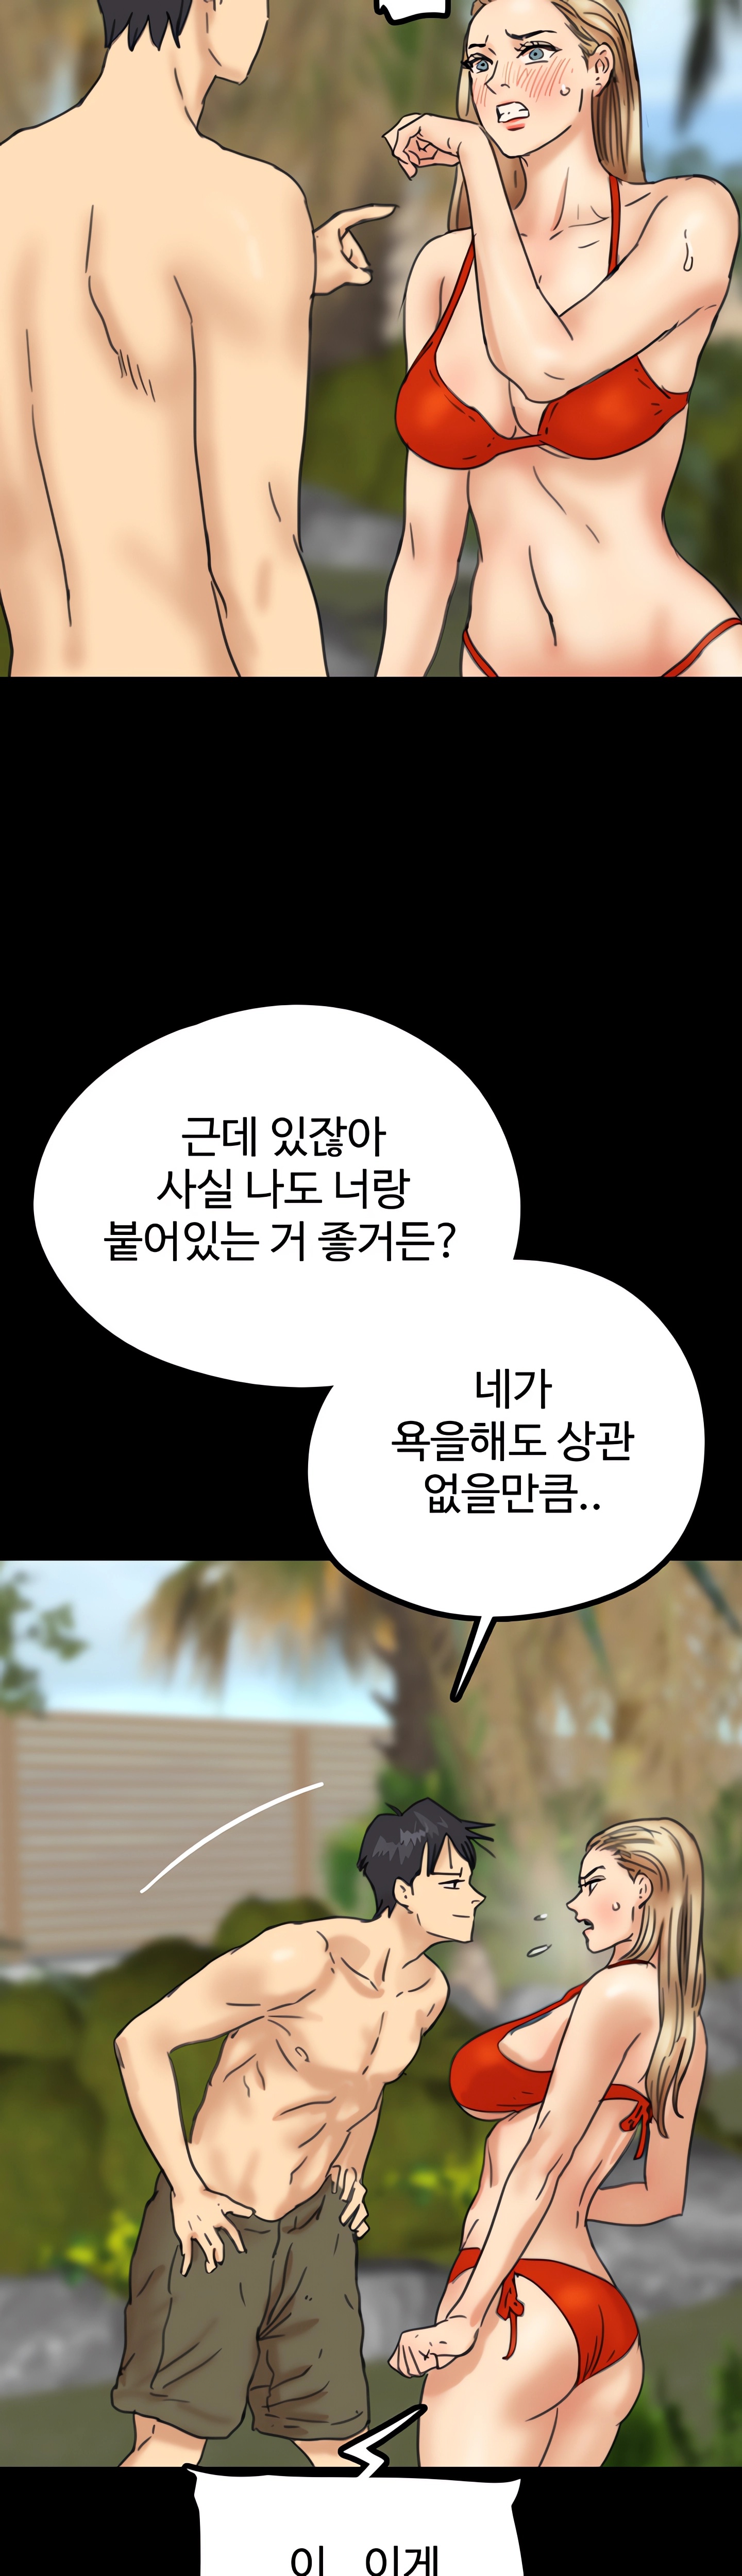 근데 있잖아
사실 나도 너랑
붙어있는 거 좋거든?
네가
욕을해도 상관
없을만큼..
이 이게